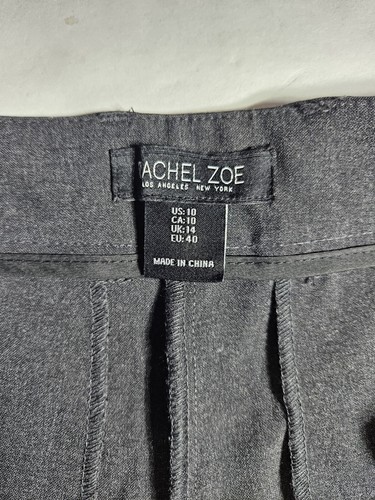 ACHEL ZOE
LOS ANGELES NEW YORK
US:10
CA:10
UK:14
EU:40
MADE IN CHINA